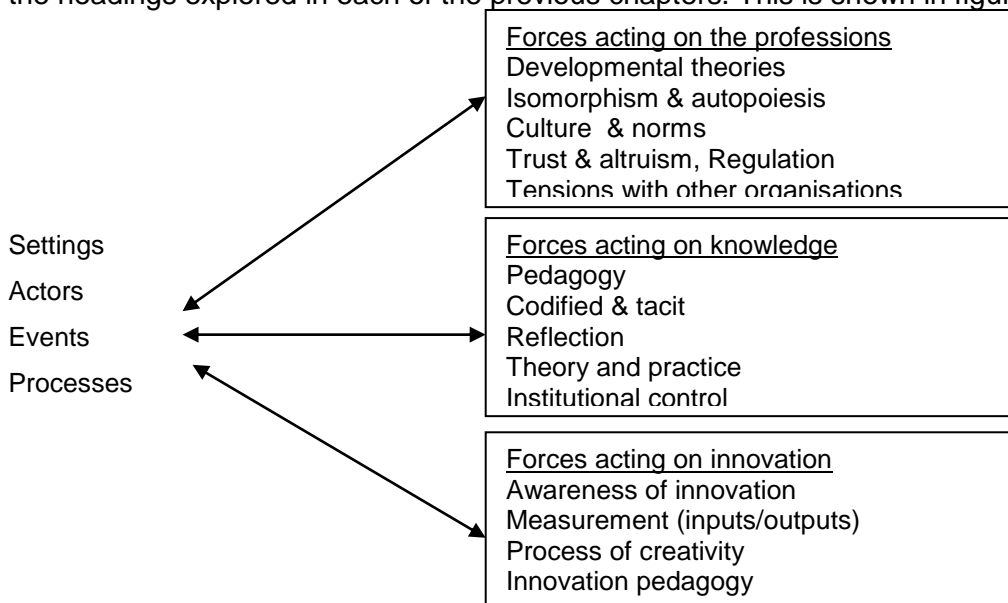 the headings explored in each of the previous chapters. This is shown in figu
Forces acting on the professions
Developmental theories
Isomorphism & autopoiesis
Culture & norms
Trust & altruism, Regulation
Tensions with other organisations
Settings
Actors
Events
Processes
Forces acting on knowledge
Pedagogy
Codified & tacit
Reflection
Theory and practice
Institutional control
Forces acting on innovation
Awareness of innovation
Measurement (inputs/outputs)
Process of creativity
Innovation pedagogy